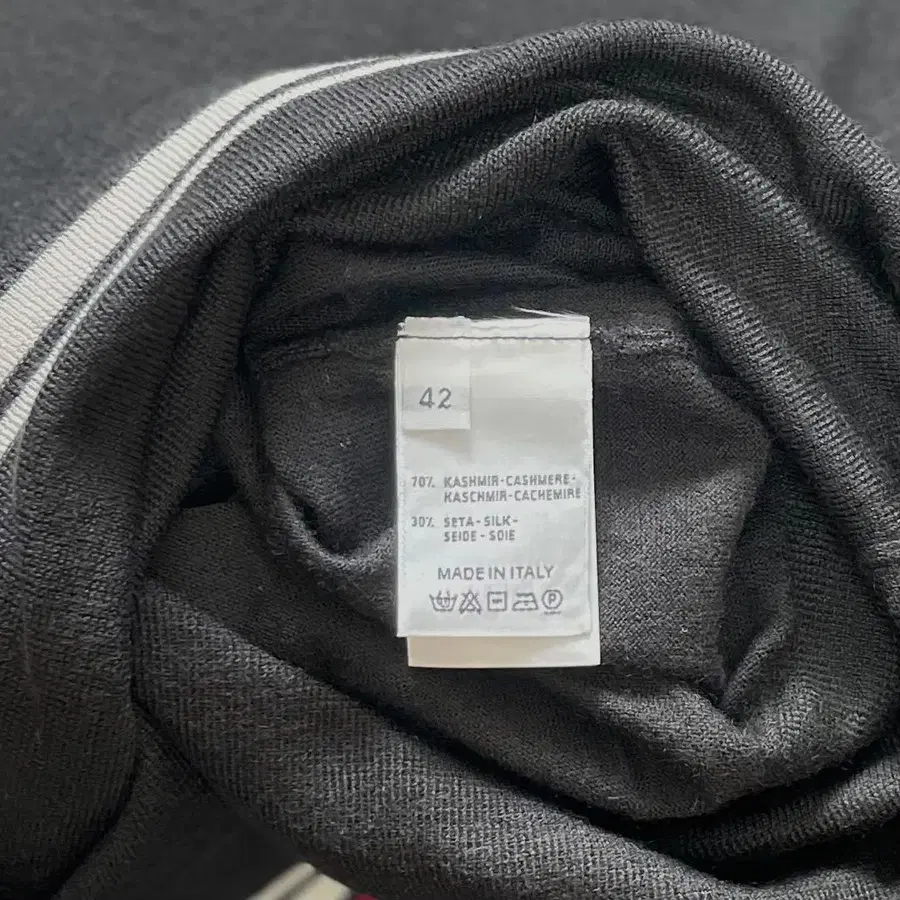 42
70% KASHMIR-CASHMERE-
KASCHMIR-CACHEMIRE
30% SETA-SILK-
SEIDE-SOIE
MADE IN ITALY
P